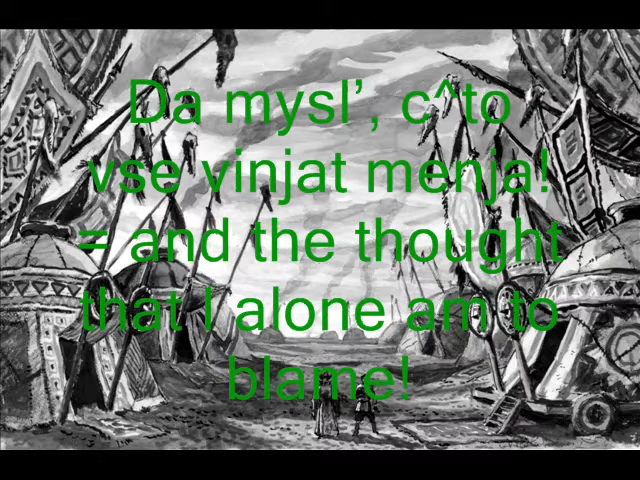 Da mysl’, c^to
vse vinjat menja!
= and the thought
that I alone am to
blame!